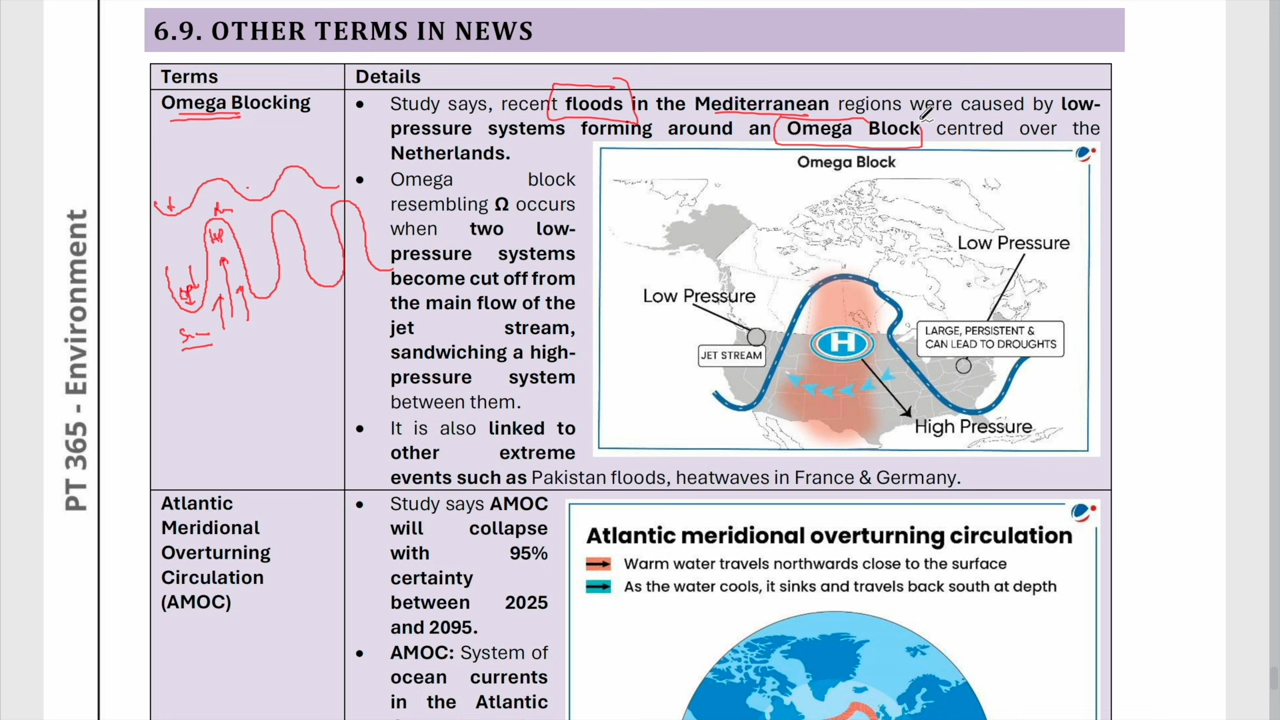 6.9. OTHER TERMS IN NEWS
PT 365 - Environment
Terms
Details
Omega Blocking
• Study says, recent floods in the Mediterranean regions were caused by low-
pressure systems forming around an Omega Block centred over the
Netherlands.
• Omega block
resembling Ω occurs
when two low-
pressure systems
become cut off from
the main flow of the
jet stream,
sandwiching a high-
pressure system
between them.
• It is also linked to
other extreme
events such as Pakistan floods, heatwaves in France & Germany.
Omega Block
Low Pressure
Low Pressure
LARGE, PERSISTENT &
CAN LEAD TO DROUGHTS
JET STREAM
H
High Pressure
Atlantic
Meridional
Overturning
Circulation
(AMOC)
• Study says AMOC
will collapse
with 95%
certainty
between 2025
and 2095.
• AMOC: System of
ocean currents
in the Atlantic
Atlantic meridional overturning circulation
Warm water travels northwards close to the surface
As the water cools, it sinks and travels back south at depth